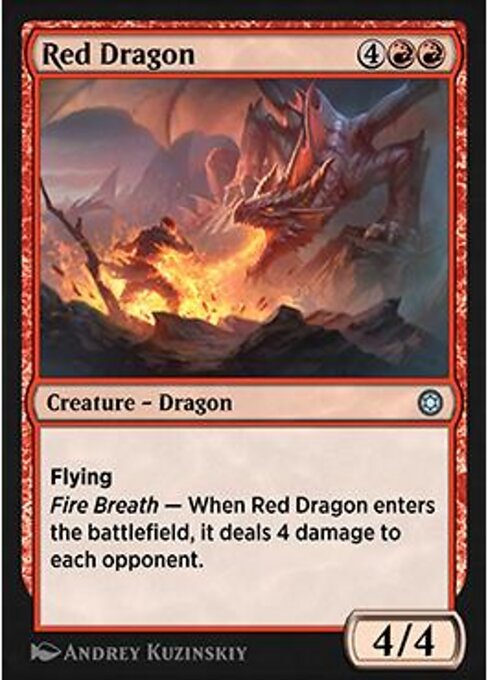 Red Dragon 4
Creature – Dragon
Flying
Fire Breath — When Red Dragon enters
the battlefield, it deals 4 damage to
each opponent.
4/4
ANDREY KUZINSKIY